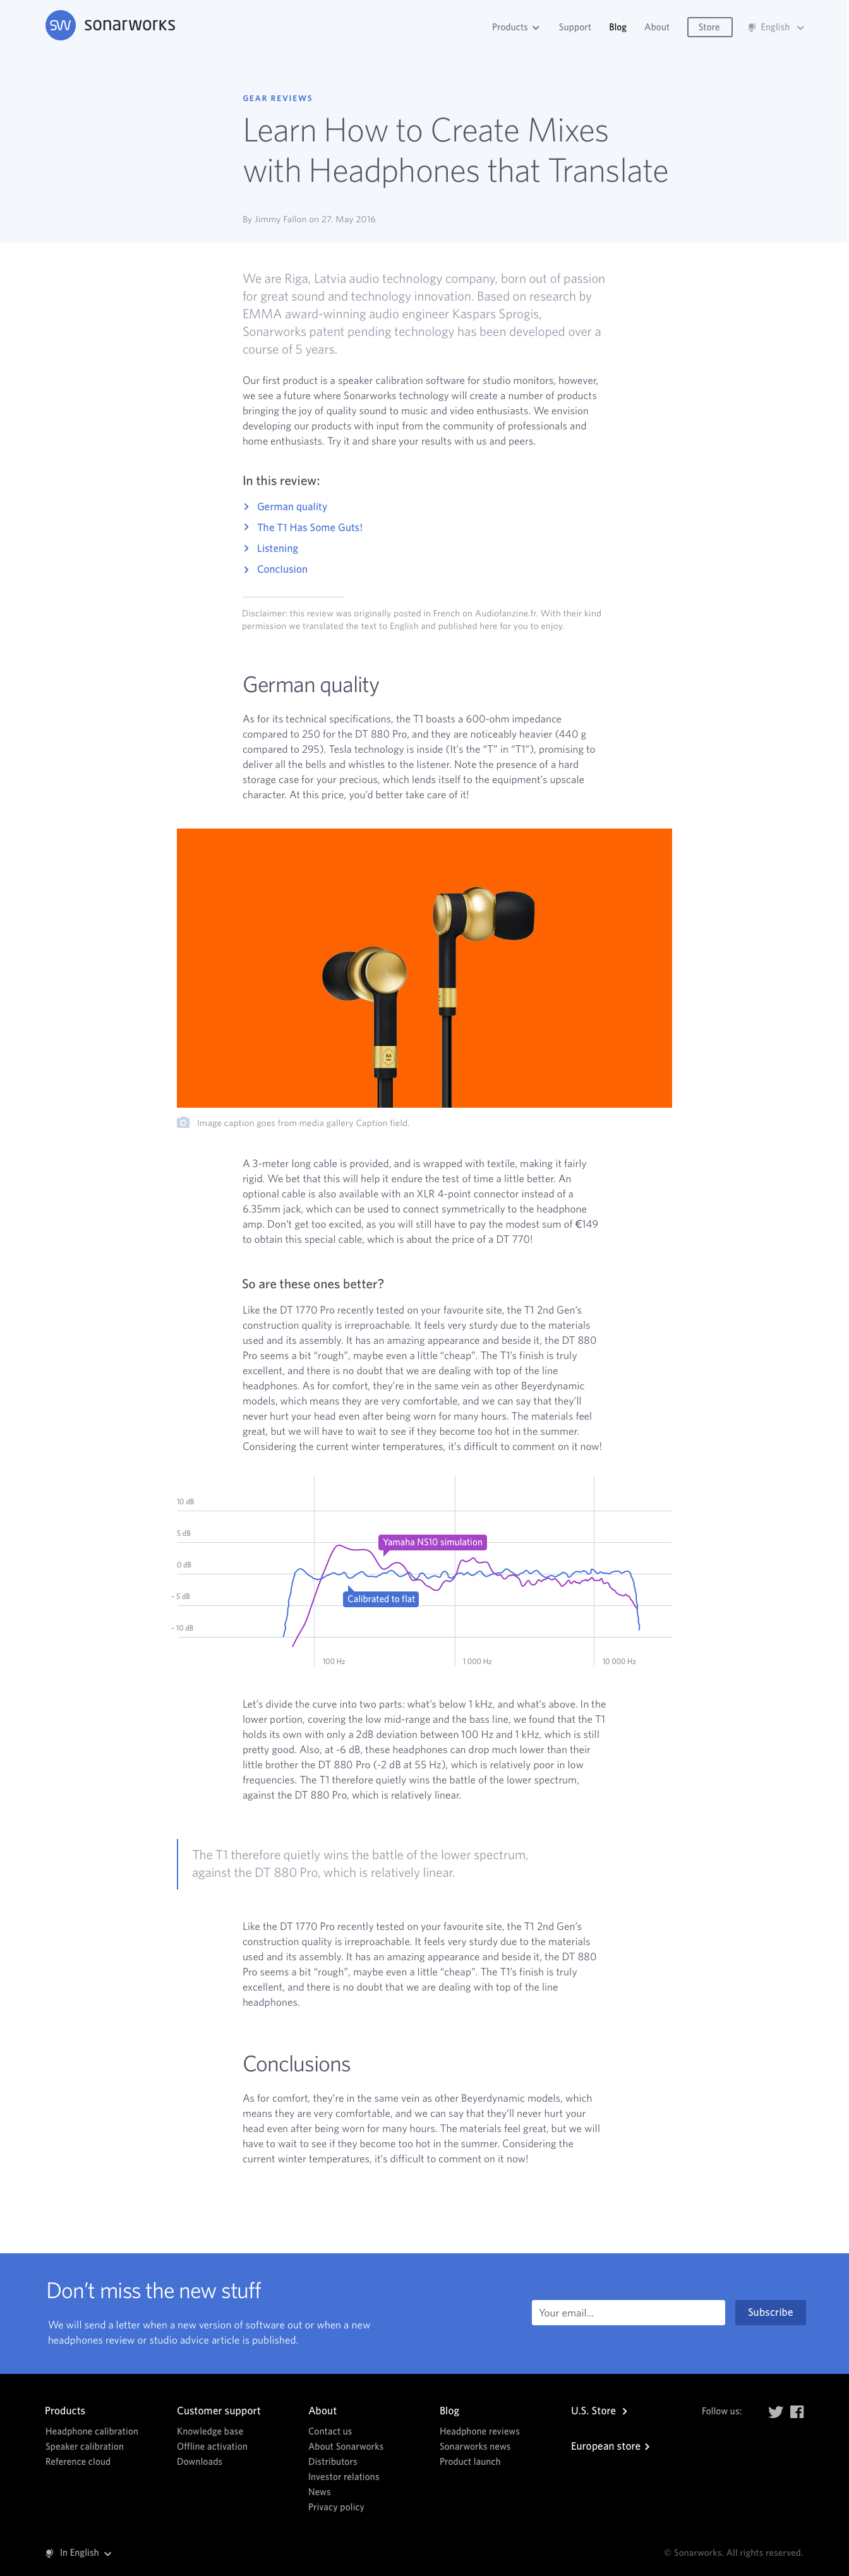 SW sonarworks
Products Support Blog About Store English
GEAR REVIEWS
Learn How to Create Mixes
with Headphones that Translate
By Jimmy Fallon on 27. May 2016
We are Riga, Latvia audio technology company, born out of passion
for great sound and technology innovation. Based on research by
EMMA award-winning audio engineer Kaspars Sprogis,
Sonarworks patent pending technology has been developed over a
course of 5 years.
Our first product is a speaker calibration software for studio monitors, however,
we see a future where Sonarworks technology will create a number of products
bringing the joy of quality sound to music and video enthusiasts. We envision
developing our products with input from the community of professionals and
home enthusiasts. Try it and share your results with us and peers.
In this review:
German quality
The T1 Has Some Guts!
Listening
Conclusion
Disclaimer: this review was originally posted in French on Audiofanzine.fr. With their kind
permission we translated the text to English and published here for you to enjoy.
German quality
As for its technical specifications, the T1 boasts a 600-ohm impedance
compared to 250 for the DT 880 Pro, and they are noticeably heavier (440 g
compared to 295). Tesla technology is inside (It's the “T” in “T1”), promising to
deliver all the bells and whistles to the listener. Note the presence of a hard
storage case for your precious, which lends itself to the equipment's upscale
character. At this price, you'd better take care of it!
Image caption goes from media gallery Caption field.
A 3-meter long cable is provided, and is wrapped with textile, making it fairly
rigid. We bet that this will help it endure the test of time a little better. An
optional cable is also available with an XLR 4-point connector instead of a
6.35mm jack, which can be used to connect symmetrically to the headphone
amp. Don't get too excited, as you will still have to pay the modest sum of €149
to obtain this special cable, which is about the price of a DT 770!
So are these ones better?
Like the DT 1770 Pro recently tested on your favourite site, the T1 2nd Gen's
construction quality is irreproachable. It feels very sturdy due to the materials
used and its assembly. It has an amazing appearance and beside it, the DT 880
Pro seems a bit “rough”, maybe even a little “cheap”. The T1's finish is truly
excellent, and there is no doubt that we are dealing with top of the line
headphones. As for comfort, they're in the same vein as other Beyerdynamic
models, which means they are very comfortable, and we can say that they'll
never hurt your head even after being worn for many hours. The materials feel
great, but we will have to wait to see if they become too hot in the summer.
Considering the current winter temperatures, it's difficult to comment on it now!
10 dB
5 dB
Yamaha NS10 simulation
0 dB
– 5 dB
Calibrated to flat
– 10 dB
100 Hz 1 000 Hz 10 000 Hz
Let's divide the curve into two parts: what's below 1 kHz, and what's above. In the
lower portion, covering the low mid-range and the bass line, we found that the T1
holds its own with only a 2dB deviation between 100 Hz and 1 kHz, which is still
pretty good. Also, at -6 dB, these headphones can drop much lower than their
little brother the DT 880 Pro (-2 dB at 55 Hz), which is relatively poor in low
frequencies. The T1 therefore quietly wins the battle of the lower spectrum,
against the DT 880 Pro, which is relatively linear.
The T1 therefore quietly wins the battle of the lower spectrum,
against the DT 880 Pro, which is relatively linear.
Like the DT 1770 Pro recently tested on your favourite site, the T1 2nd Gen's
construction quality is irreproachable. It feels very sturdy due to the materials
used and its assembly. It has an amazing appearance and beside it, the DT 880
Pro seems a bit “rough”, maybe even a little “cheap”. The T1's finish is truly
excellent, and there is no doubt that we are dealing with top of the line
headphones.
Conclusions
As for comfort, they're in the same vein as other Beyerdynamic models, which
means they are very comfortable, and we can say that they'll never hurt your
head even after being worn for many hours. The materials feel great, but we will
have to wait to see if they become too hot in the summer. Considering the
current winter temperatures, it's difficult to comment on it now!
Don't miss the new stuff
We will send a letter when a new version of software out or when a new
headphones review or studio advice article is published.
Your email... Subscribe
Products
Headphone calibration
Speaker calibration
Reference cloud
Customer support
Knowledge base
Offline activation
Downloads
About
Contact us
About Sonarworks
Distributors
Investor relations
News
Privacy policy
Blog
Headphone reviews
Sonarworks news
Product launch
U.S. Store
European store
Follow us:
In English
© Sonarworks. All rights reserved.